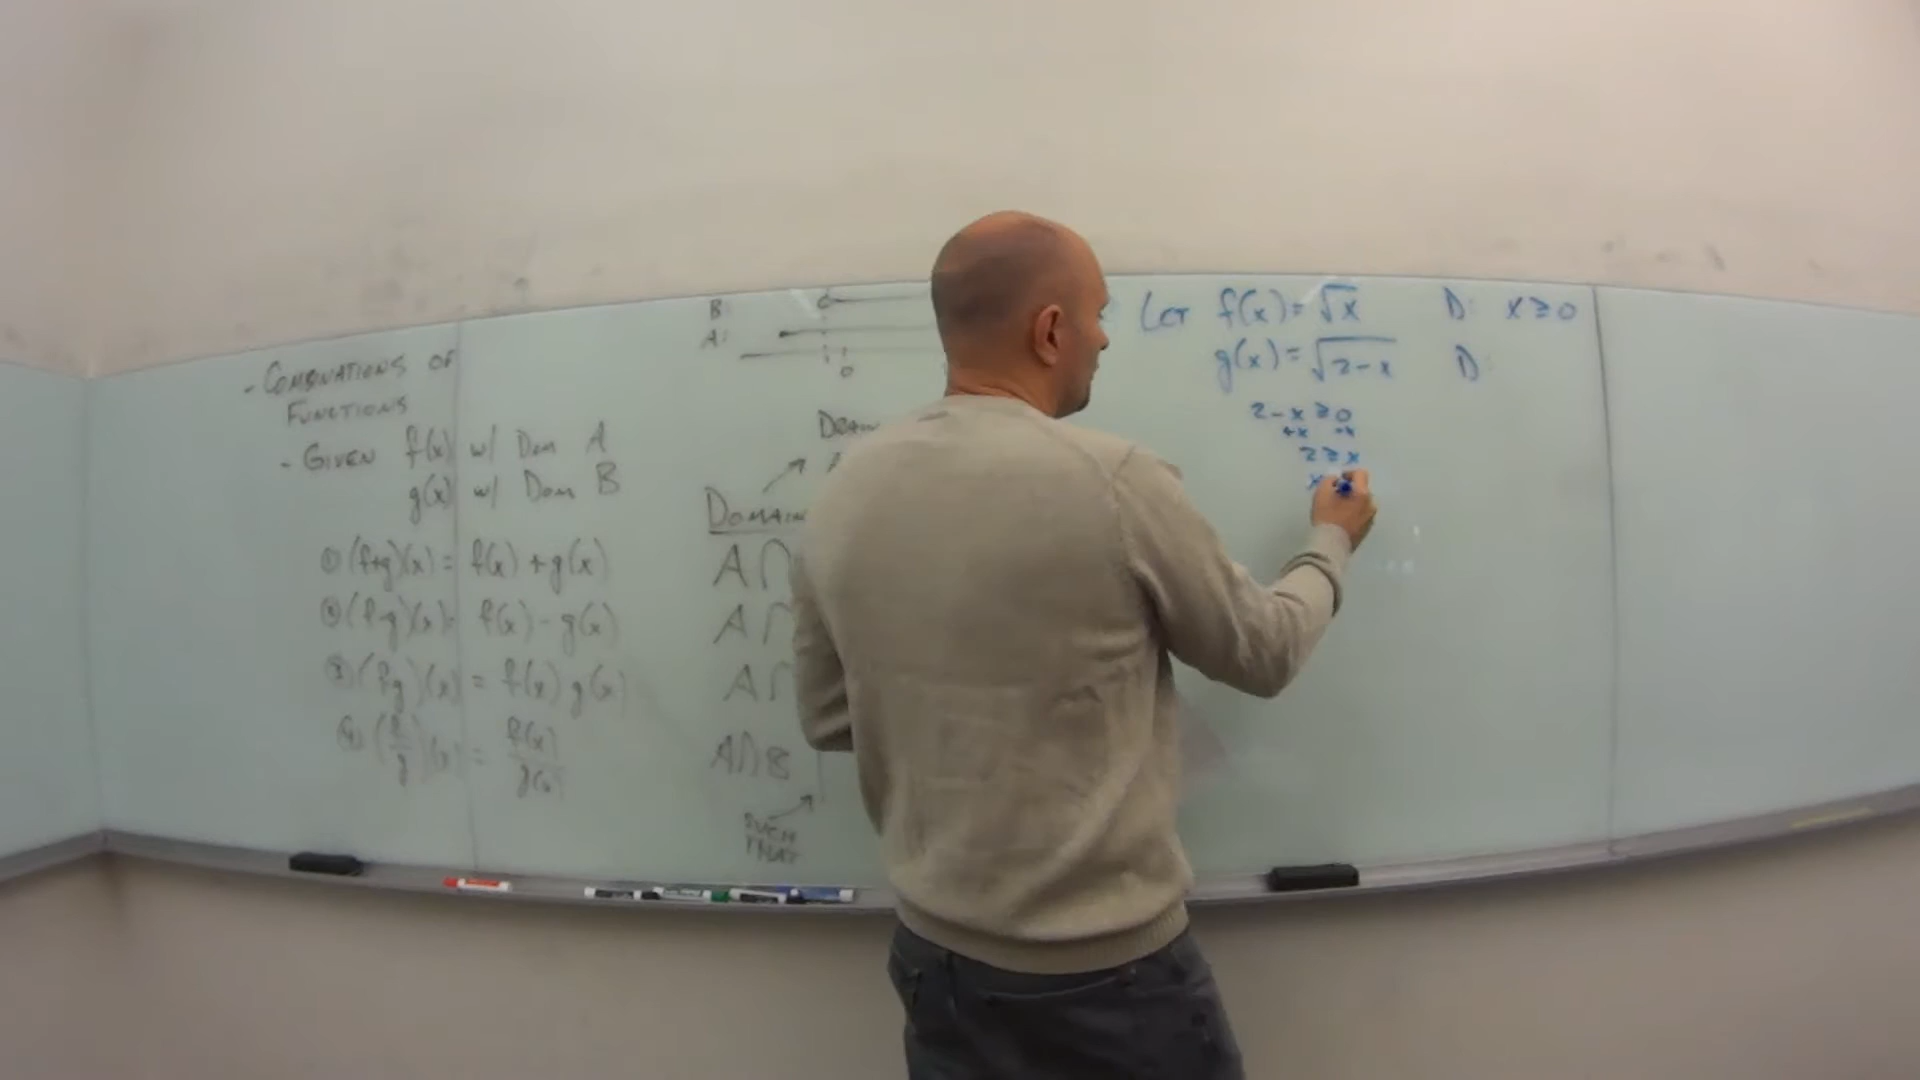 - COMBINATIONS OF
FUNCTIONS
- GIVEN f(x) w/ Dom A
g(x) w/ Dom B
① (f+g)(x) = f(x) + g(x)
② (f-g)(x) = f(x) - g(x)
③ (fg)(x) = f(x) g(x)
④ (f/g)(x) = f(x)/g(x)
B:
A:
0
DOMAIN
A∩
A∩
A∩
A∩B
SUCH
THAT
LET f(x) = √x D: x ≥ 0
g(x) = √2-x D:
2-x ≥ 0
+x +x
2 ≥ x
x